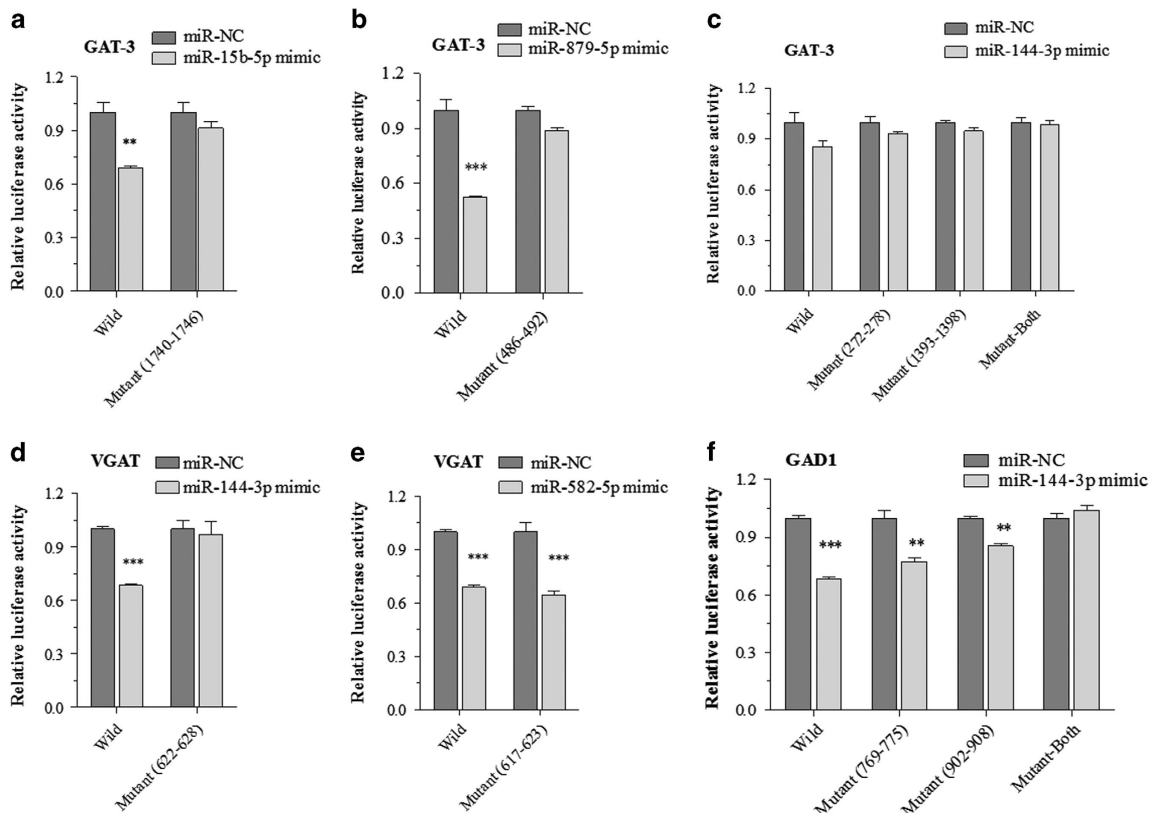 a
GAT-3
miR-NC
miR-15b-5p mimic
Relative luciferase activity
1.2
0.9
0.6
0.3
0.0
**
Wild
Mutant (1740-1746)
b
GAT-3
miR-NC
miR-879-5p mimic
Relative luciferase activity
1.2
0.9
0.6
0.3
0.0
***
Wild
Mutant (486-492)
c
GAT-3
miR-NC
miR-144-3p mimic
Relative luciferase activity
1.2
0.9
0.6
0.3
0.0
Wild
Mutant (272-278)
Mutant (1393-1398)
Mutant-Both
d
VGAT
miR-NC
miR-144-3p mimic
Relative luciferase activity
1.2
0.9
0.6
0.3
0.0
***
Wild
Mutant (622-628)
e
VGAT
miR-NC
miR-582-5p mimic
Relative luciferase activity
1.2
0.9
0.6
0.3
0.0
***
***
Wild
Mutant (617-623)
f
GAD1
miR-NC
miR-144-3p mimic
Relative luciferase activity
1.2
0.9
0.6
0.3
0.0
***
**
**
Wild
Mutant (769-775)
Mutant (902-908)
Mutant-Both